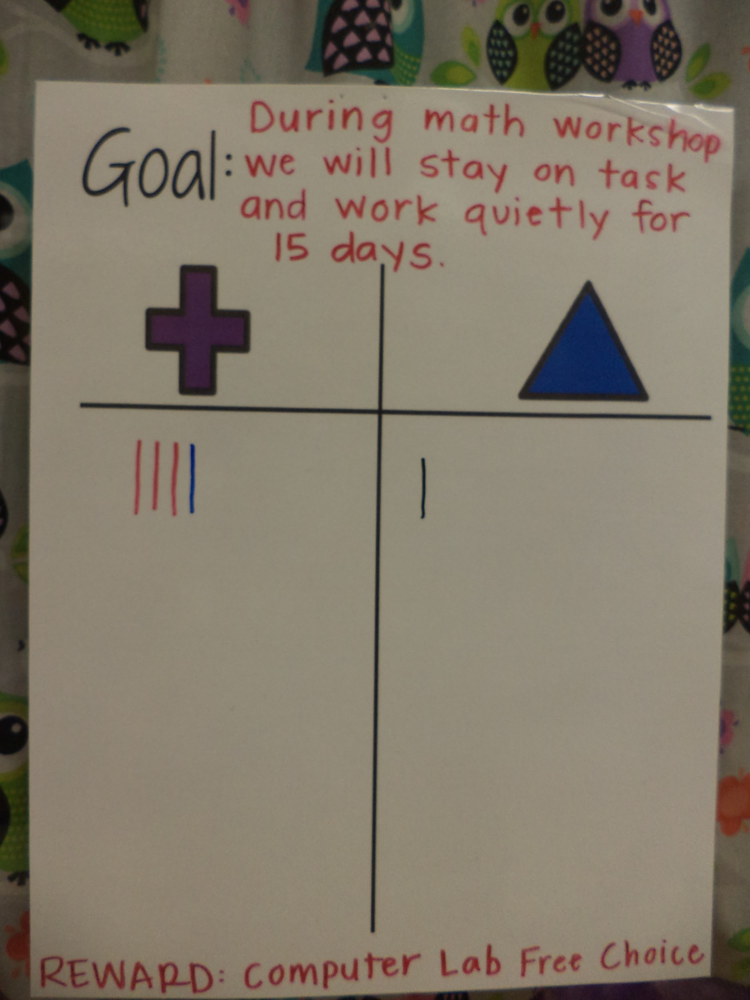 During math workshop
Goal: we will stay on task
and work quietly for
15 days.
REWARD: Computer Lab Free Choice